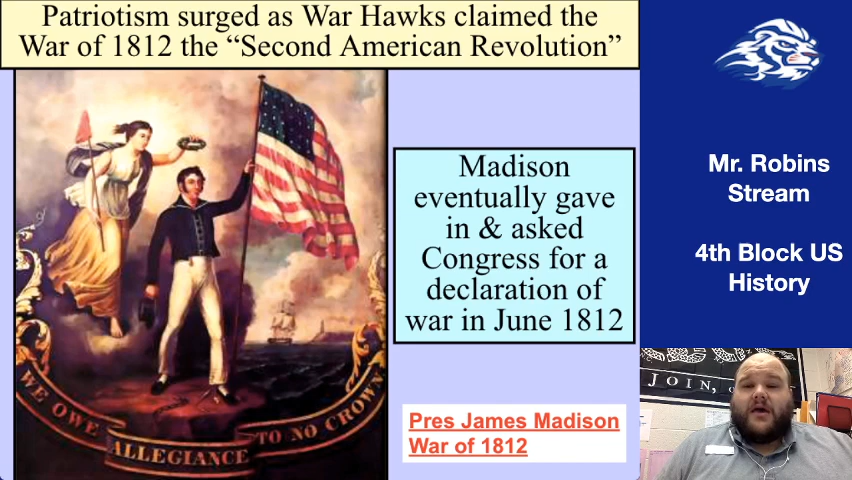 Patriotism surged as War Hawks claimed the
War of 1812 the “Second American Revolution”
WE OWE
ALLEGIANCE
TO NO CROWN
Madison
eventually gave
in & asked
Congress for a
declaration of
war in June 1812
Pres James Madison
War of 1812
Mr. Robins
Stream
4th Block US
History
JOIN,